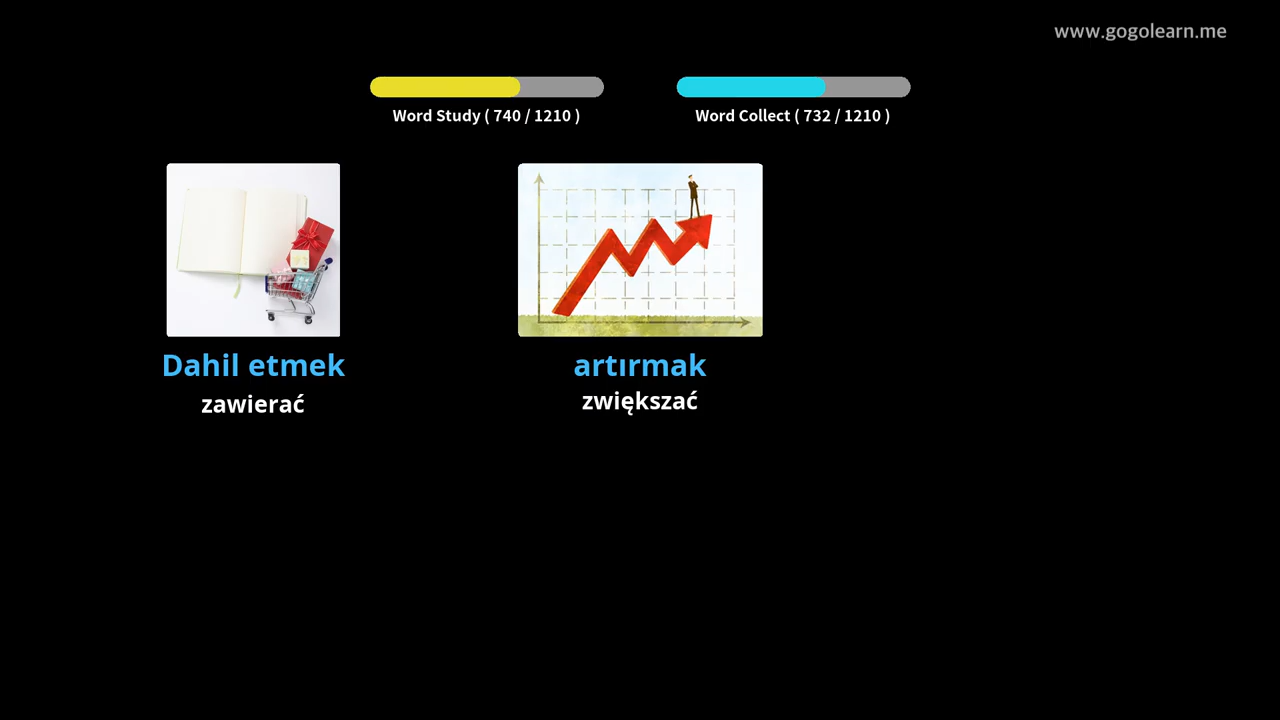 www.gogolearn.me
Word Study ( 740 / 1210 )
Word Collect ( 732 / 1210 )
Dahil etmek
zawierać
artırmak
zwiększać